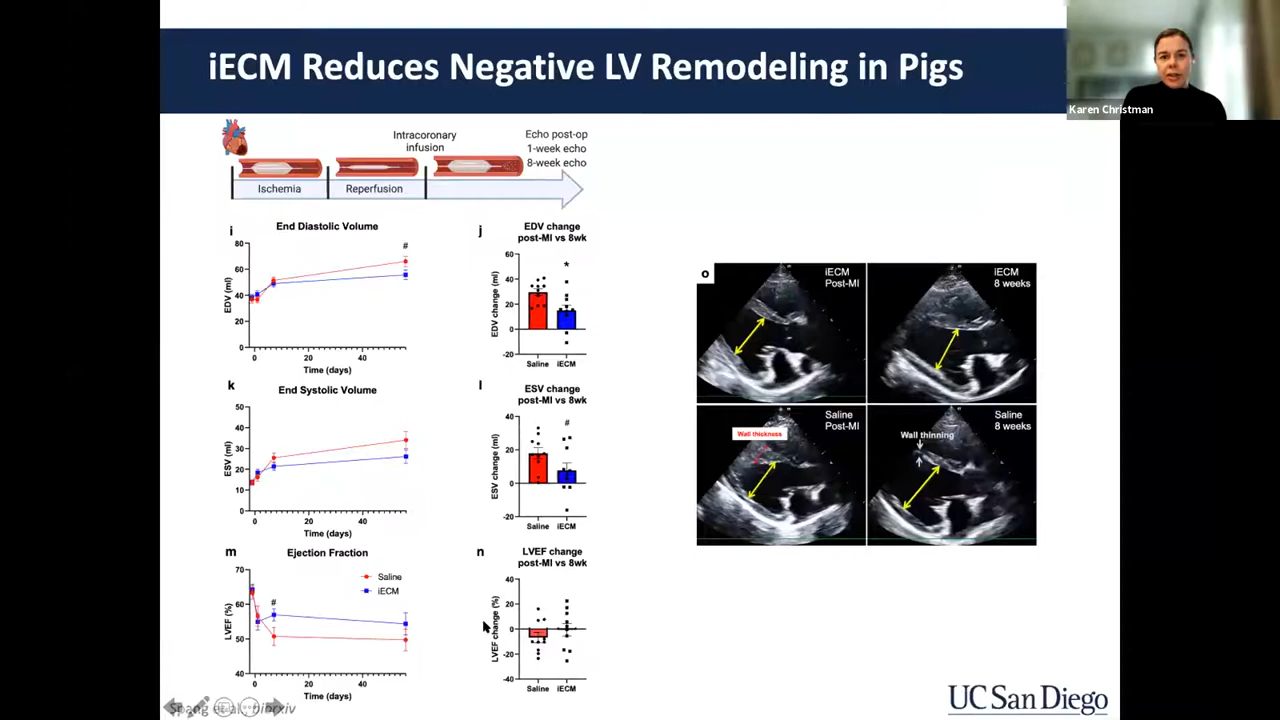 iECM Reduces Negative LV Remodeling in Pigs
Karen Christman
Intracoronary
infusion
Echo post-op
1-week echo
8-week echo
Ischemia
Reperfusion
i
End Diastolic Volume
#
80
60
40
20
0
EDV (ml)
0
40
Time (days)
j
EDV change
post-MI vs 8wk
*
60
40
20
0
-20
EDV change (ml)
Saline
iECM
k
End Systolic Volume
50
40
30
20
10
0
ESV (ml)
0
40
Time (days)
l
ESV change
post-MI vs 8wk
#
40
20
0
-20
ESV change (ml)
Saline
iECM
m
Ejection Fraction
Saline
iECM
#
70
60
50
40
LVEF (%)
0
20
40
Time (days)
n
LVEF change
post-MI vs 8wk
40
20
0
-20
-40
LVEF change (%)
Saline
iECM
o
iECM
Post-MI
iECM
8 weeks
Saline
Post-MI
Wall thickness
Saline
8 weeks
Wall thinning
Spang et al., biorxiv
UC San Diego